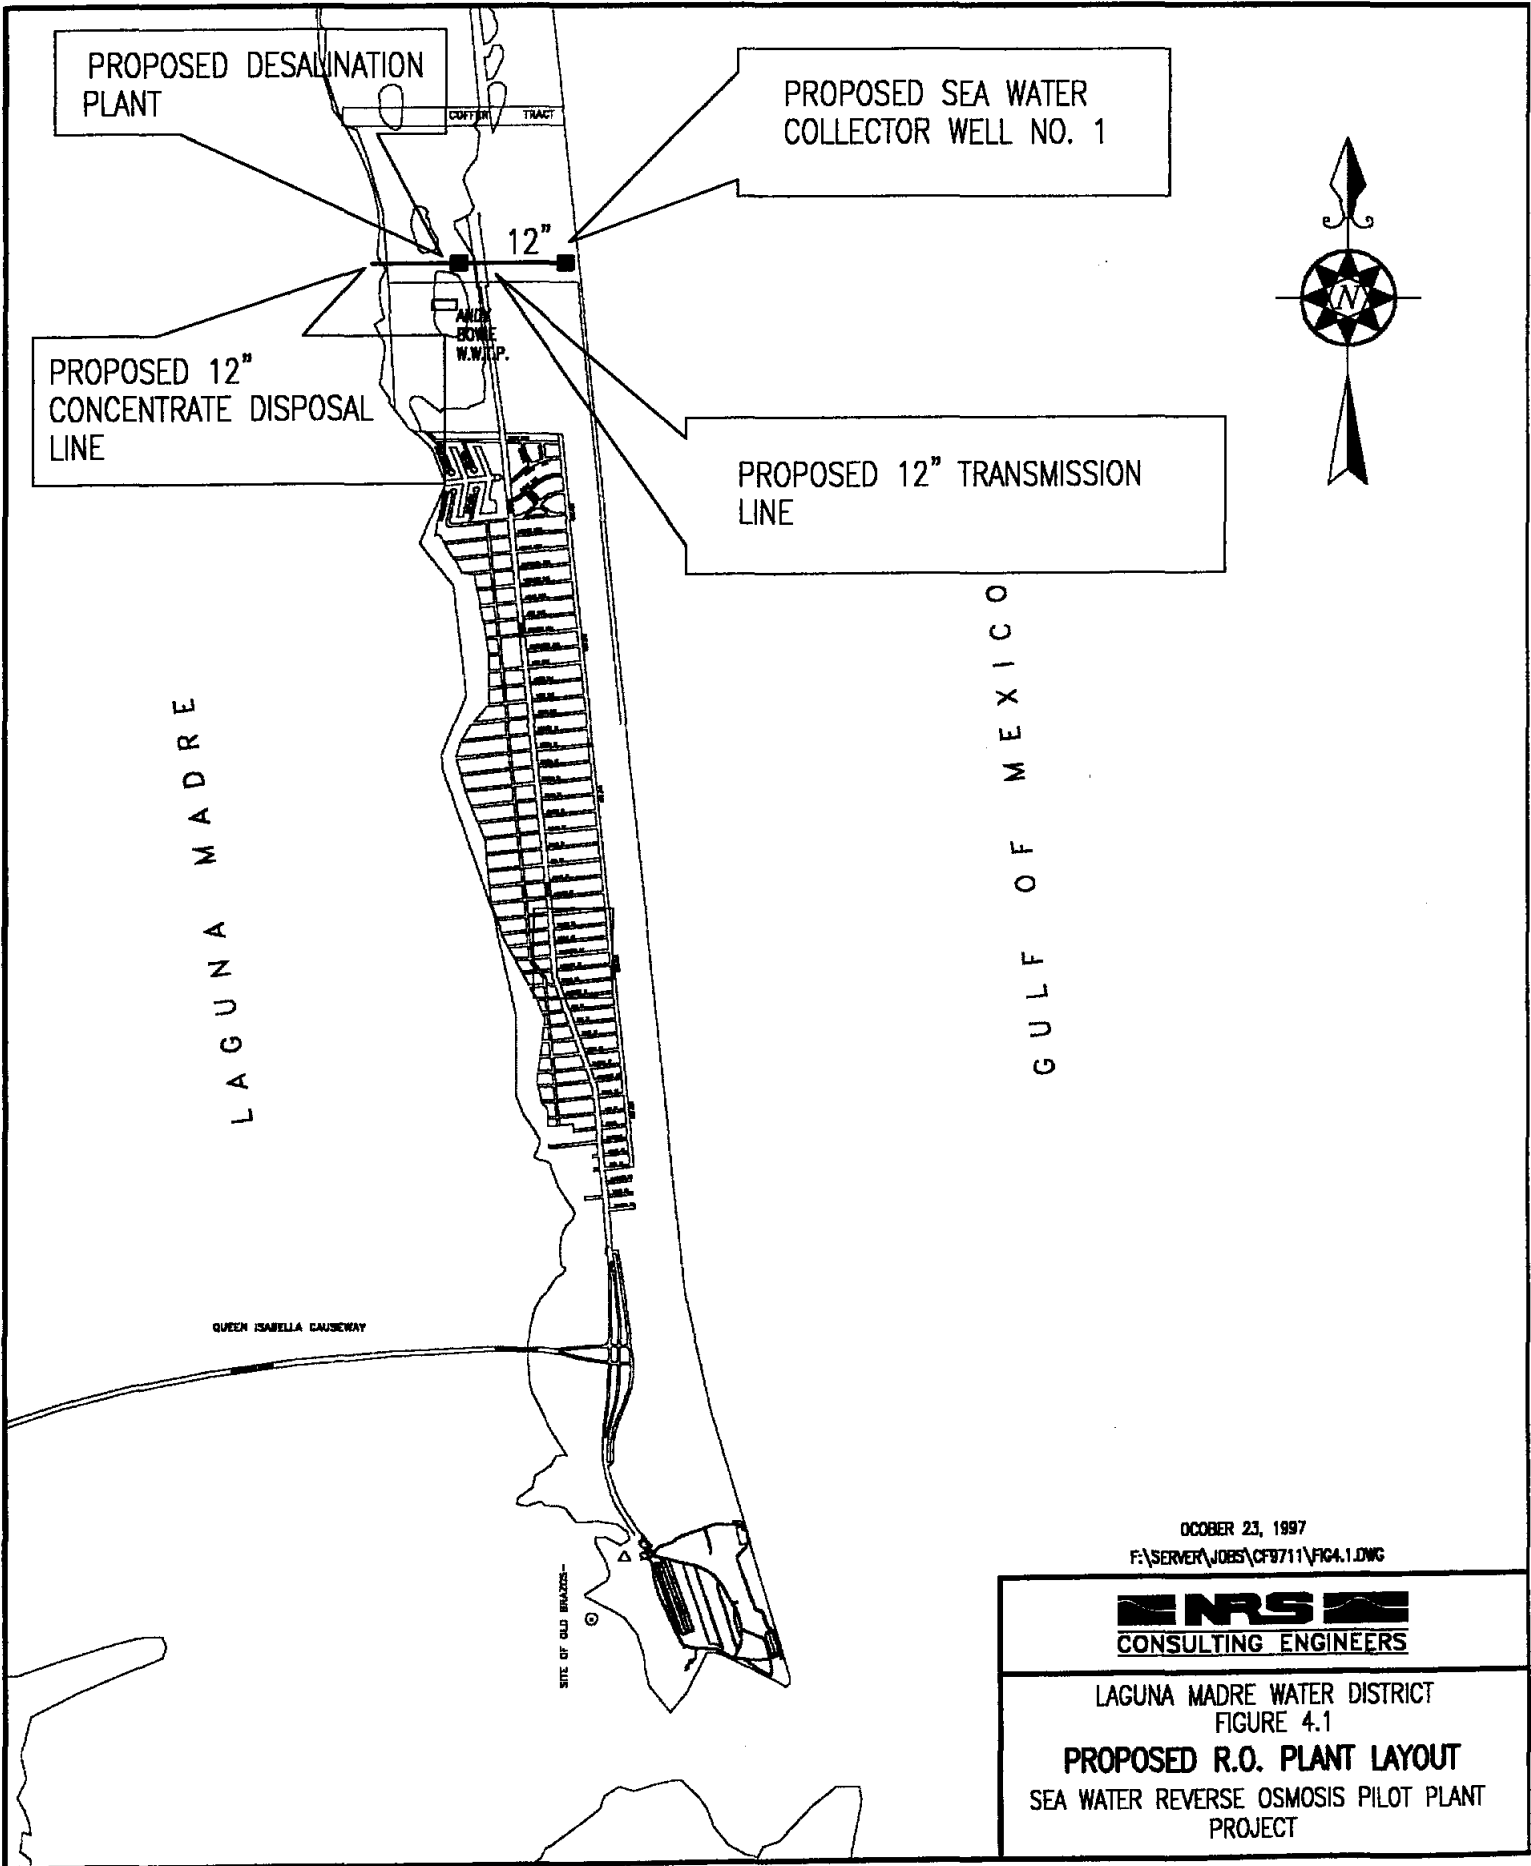 PROPOSED DESALINATION
PLANT
PROPOSED SEA WATER
COLLECTOR WELL NO. 1
COFFER TRACT
12"
N
ANDY
BOWIE
W.W.T.P.
PROPOSED 12"
CONCENTRATE DISPOSAL
LINE
PROPOSED 12" TRANSMISSION
LINE
LAGUNA MADRE
GULF OF MEXICO
QUEEN ISABELLA CAUSEWAY
SITE OF OLD BRAZOS-
OCOBER 23, 1997
F:\SERVER\JOBS\CF9711\FIG4.1.DWG
NRS
CONSULTING ENGINEERS
LAGUNA MADRE WATER DISTRICT
FIGURE 4.1
PROPOSED R.O. PLANT LAYOUT
SEA WATER REVERSE OSMOSIS PILOT PLANT
PROJECT